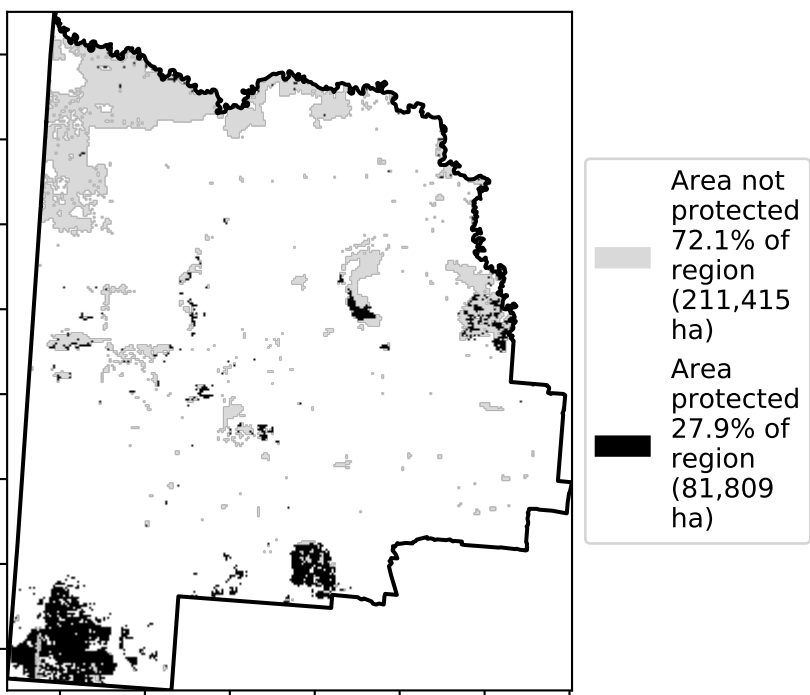 Area not
protected
72.1% of
region
(211,415
ha)
Area
protected
27.9% of
region
(81,809
ha)